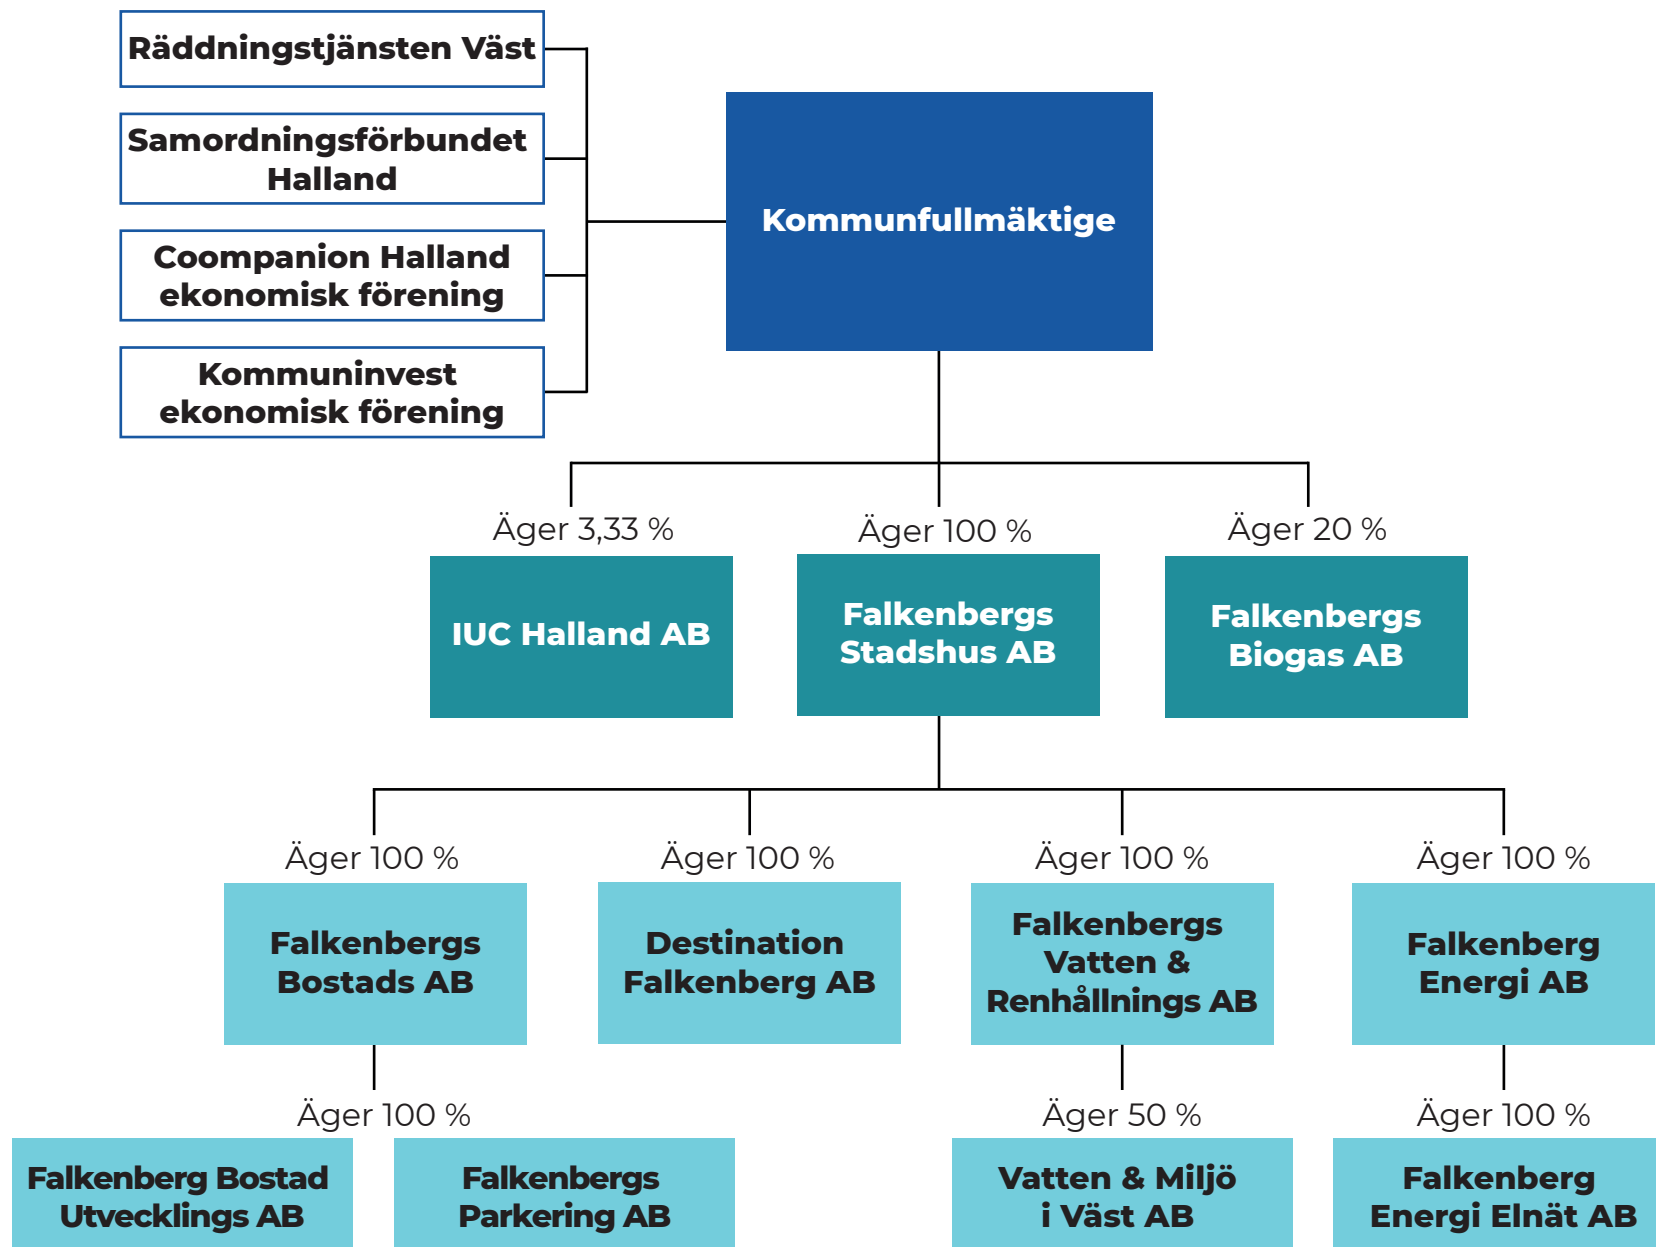 Räddningstjänsten Väst
Samordningsförbundet
Halland
Coompanion Halland
ekonomisk förening
Kommuninvest
ekonomisk förening
Kommunfullmäktige
Äger 3,33 %
Äger 100 %
Äger 20 %
IUC Halland AB
Falkenbergs
Stadshus AB
Falkenbergs
Biogas AB
Äger 100 %
Äger 100 %
Äger 100 %
Äger 100 %
Falkenbergs
Bostads AB
Destination
Falkenberg AB
Falkenbergs
Vatten &
Renhållnings AB
Falkenberg
Energi AB
Äger 100 %
Äger 50 %
Äger 100 %
Falkenberg Bostad
Utvecklings AB
Falkenbergs
Parkering AB
Vatten & Miljö
i Väst AB
Falkenberg
Energi Elnät AB